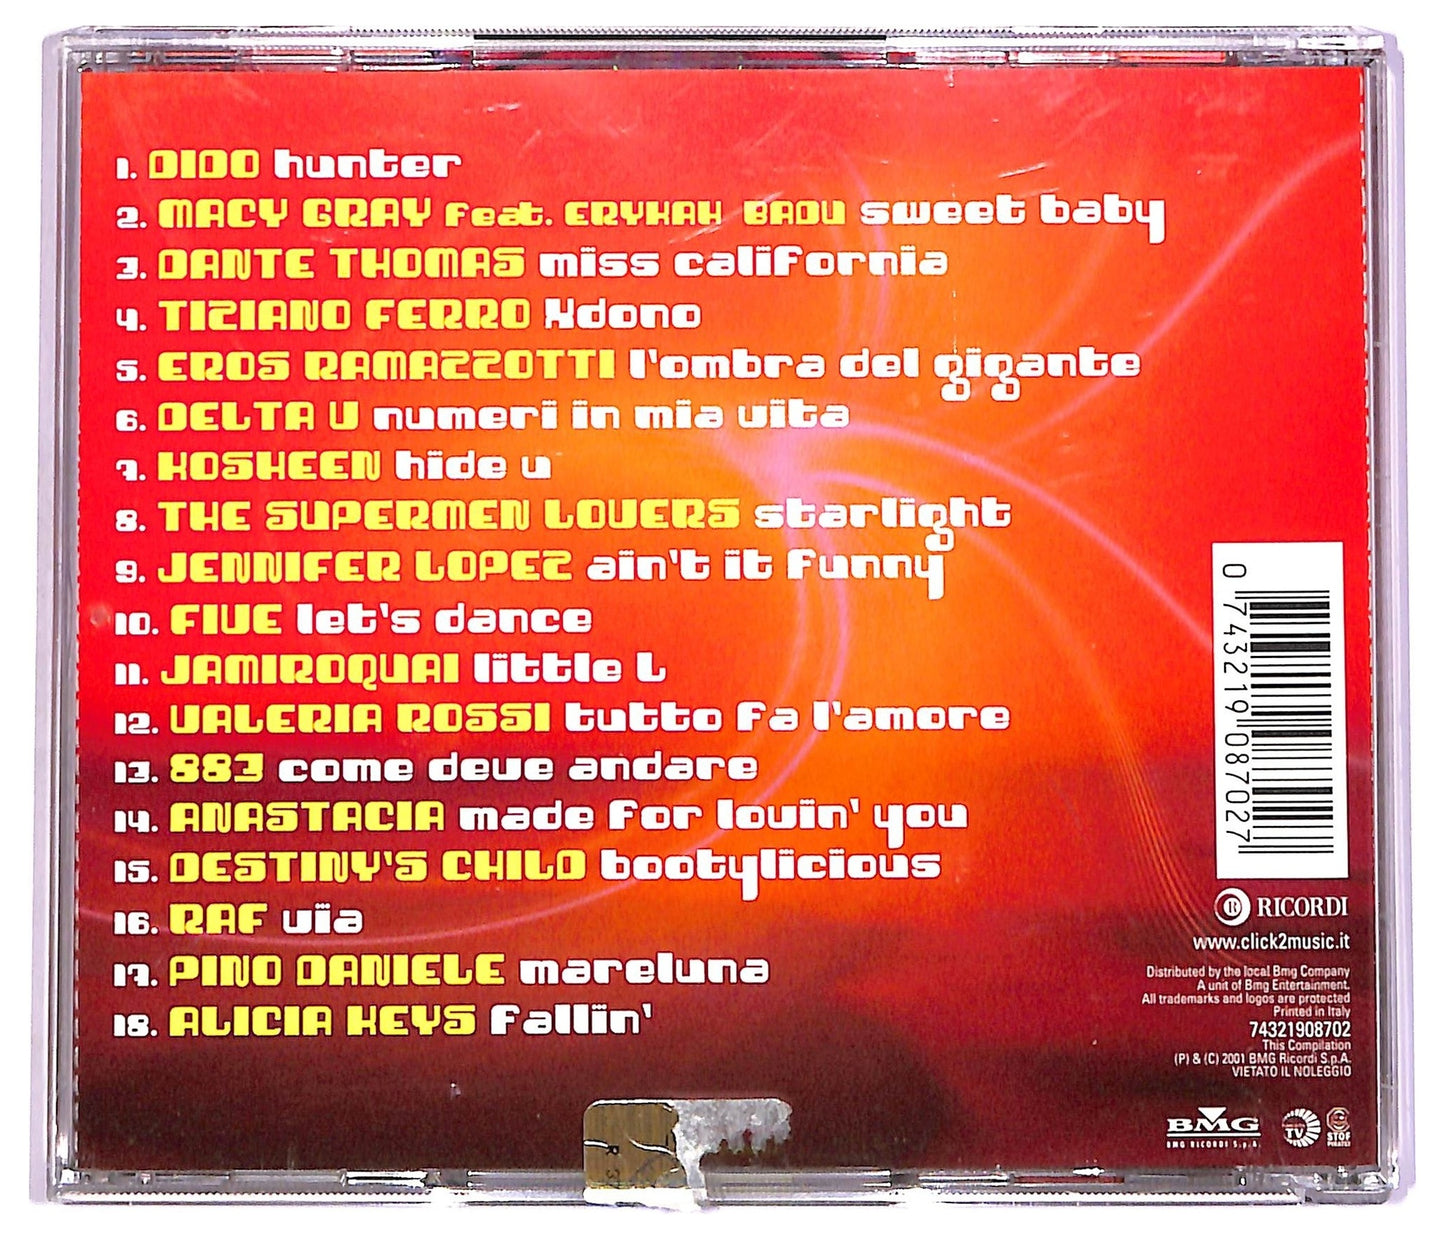 1. DIDO hunter
2. MACY GRAY feat. ERYKAH BADU sweet baby
3. DANTE THOMAS miss california
4. TIZIANO FERRO Xdono
5. EROS RAMAZZOTTI l'ombra del gigante
6. DELTA V numeri in mia vita
7. KOSHEEN hide u
8. THE SUPERMEN LOVERS starlight
9. JENNIFER LOPEZ ain't it funny
10. FIVE let's dance
11. JAMIROQUAI little L
12. VALERIA ROSSI tutto fa l'amore
13. 883 come deve andare
14. ANASTACIA made for lovin' you
15. DESTINY'S CHILD bootylicious
16. RAF via
17. PINO DANIELE mareluna
18. ALICIA KEYS fallin'
0 743219 087027
R RICORDI
www.click2music.it
Distributed by the local Bmg Company
A unit of Bmg Entertainment.
All trademarks and logos are protected
Printed in Italy
74321908702
This Compilation
(P) & (C) 2001 BMG Ricordi S.p.A.
VIETATO IL NOLEGGIO
BMG
BMG RICORDI S.p.A.
TV
STOP
PIRATES
R 3